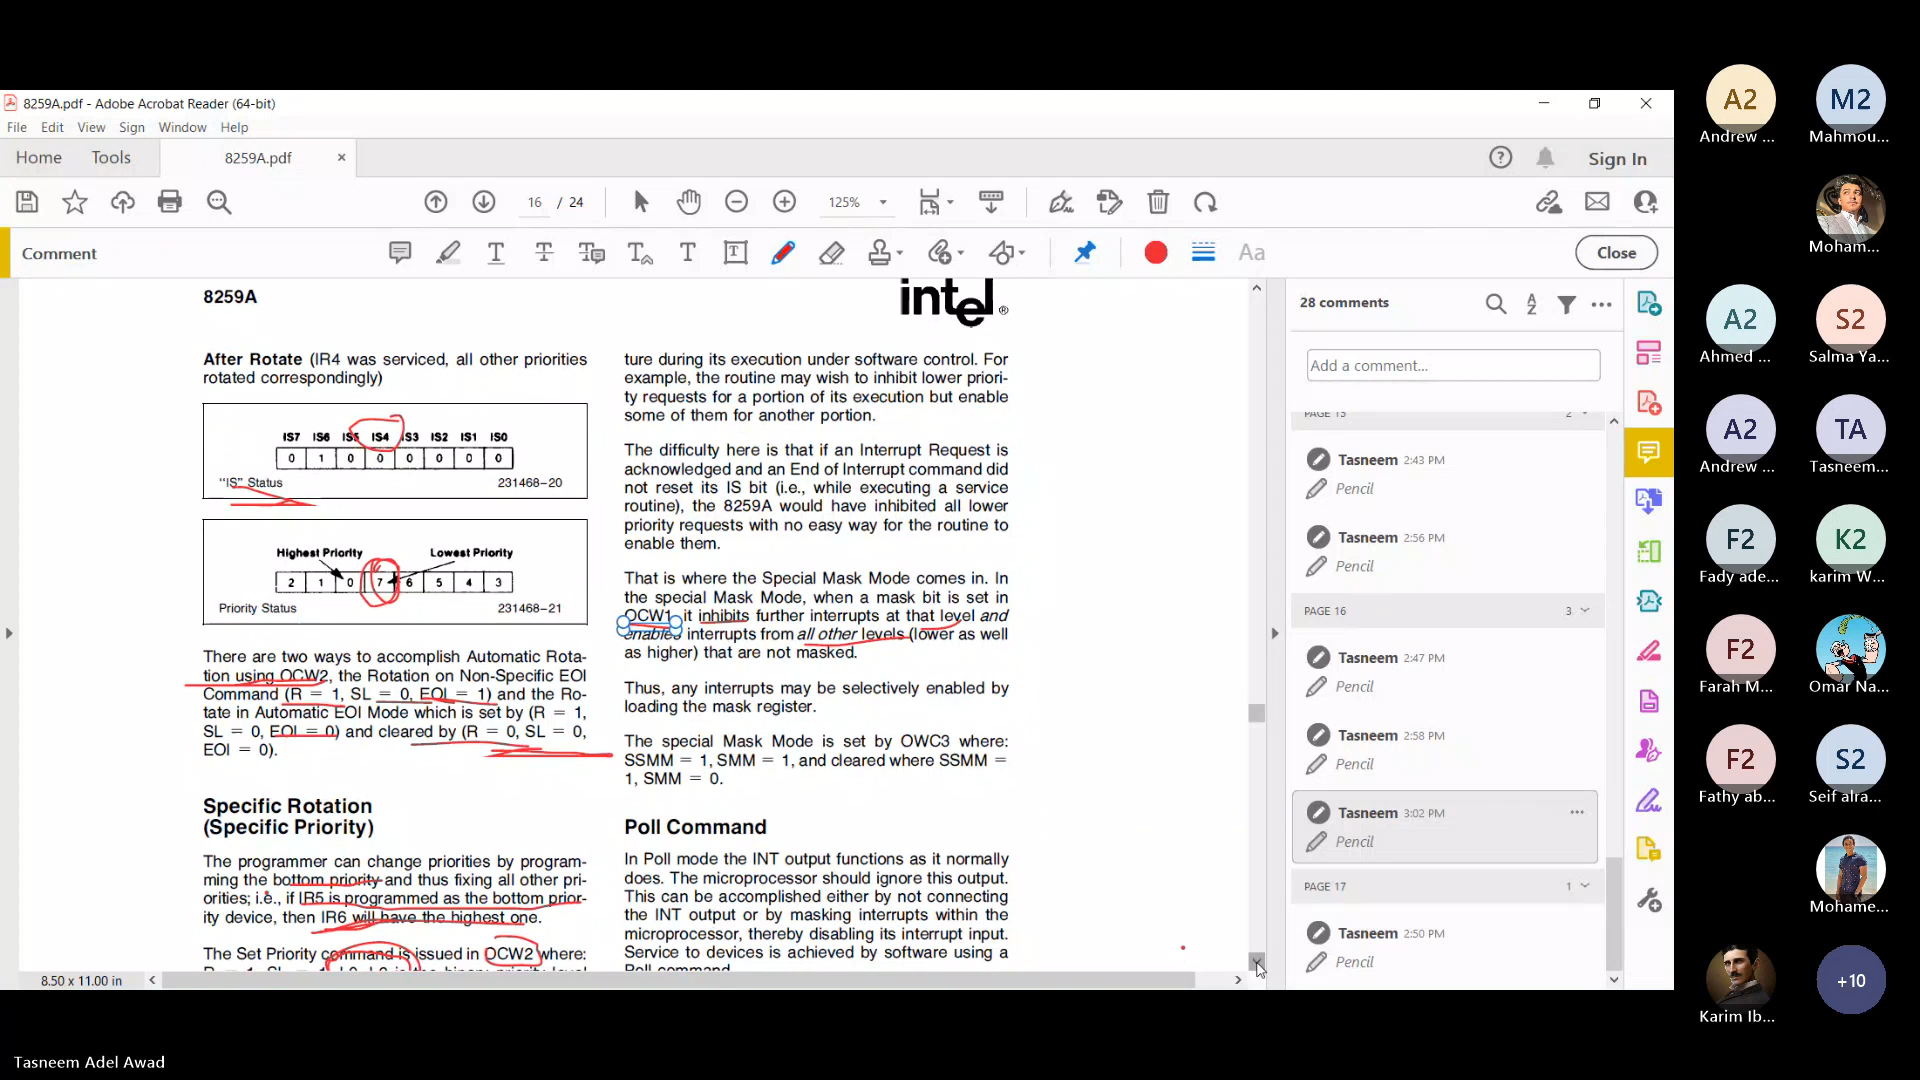 8259A.pdf - Adobe Acrobat Reader (64-bit)
File Edit View Sign Window Help
Home Tools 8259A.pdf × Sign In
16 / 24 125%
Comment Close
8259A
intel®
After Rotate (IR4 was serviced, all other priorities
rotated correspondingly)
IS7 IS6 IS5 IS4 IS3 IS2 IS1 IS0
0 1 0 0 0 0 0 0
"IS" Status 231468–20
Highest Priority Lowest Priority
2 1 0 7 6 5 4 3
Priority Status 231468–21
There are two ways to accomplish Automatic Rota-
tion using OCW2, the Rotation on Non-Specific EOI
Command (R = 1, SL = 0, EOI = 1) and the Ro-
tate in Automatic EOI Mode which is set by (R = 1,
SL = 0, EOI = 0) and cleared by (R = 0, SL = 0,
EOI = 0).
Specific Rotation
(Specific Priority)
The programmer can change priorities by program-
ming the bottom priority and thus fixing all other pri-
orities; i.e., if IR5 is programmed as the bottom prior-
ity device, then IR6 will have the highest one.
The Set Priority command is issued in OCW2 where:
ture during its execution under software control. For
example, the routine may wish to inhibit lower priori-
ty requests for a portion of its execution but enable
some of them for another portion.
The difficulty here is that if an Interrupt Request is
acknowledged and an End of Interrupt command did
not reset its IS bit (i.e., while executing a service
routine), the 8259A would have inhibited all lower
priority requests with no easy way for the routine to
enable them.
That is where the Special Mask Mode comes in. In
the special Mask Mode, when a mask bit is set in
OCW1, it inhibits further interrupts at that level and
enables interrupts from all other levels (lower as well
as higher) that are not masked.
Thus, any interrupts may be selectively enabled by
loading the mask register.
The special Mask Mode is set by OWC3 where:
SSMM = 1, SMM = 1, and cleared where SSMM =
1, SMM = 0.
Poll Command
In Poll mode the INT output functions as it normally
does. The microprocessor should ignore this output.
This can be accomplished either by not connecting
the INT output or by masking interrupts within the
microprocessor, thereby disabling its interrupt input.
Service to devices is achieved by software using a
Poll command.
8.50 x 11.00 in
28 comments
Add a comment...
PAGE 15 2
Tasneem 2:43 PM
Pencil
Tasneem 2:56 PM
Pencil
PAGE 16 3
Tasneem 2:47 PM
Pencil
Tasneem 2:58 PM
Pencil
Tasneem 3:02 PM
Pencil
PAGE 17 1
Tasneem 2:50 PM
Pencil
A2 M2
Andrew ... Mahmou...
Moham...
A2 S2
Ahmed ... Salma Ya...
A2 TA
Andrew ... Tasneem...
F2 K2
Fady ade... karim W...
F2
Farah M... Omar Na...
F2 S2
Fathy ab... Seif alra...
Mohame...
+10
Karim Ib...
Tasneem Adel Awad